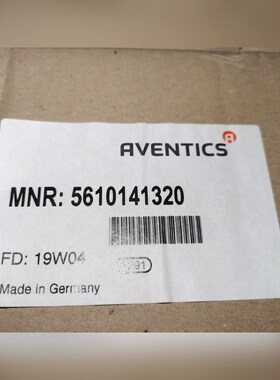 AVENTICS
MNR: 5610141320
FD: 19W04
Made in Germany